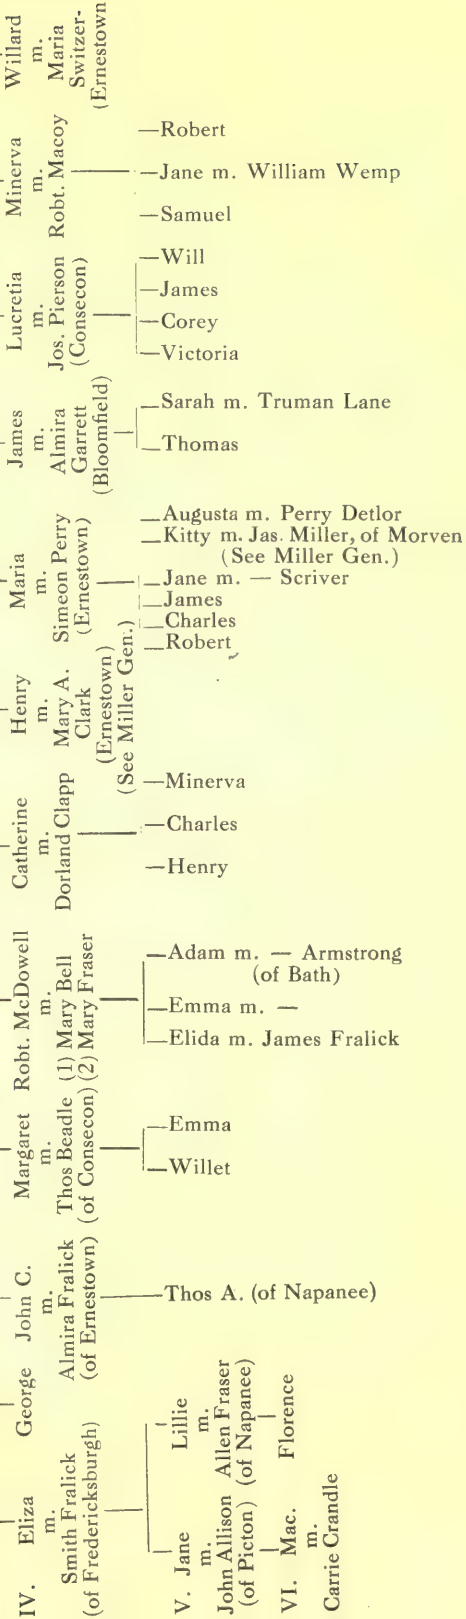 Willard
m.
Maria
Switzer-
(Ernestown
Minerva
m.
Robt. Macoy
—Robert
—Jane m. William Wemp
—Samuel
Lucretia
m.
Jos. Pierson
(Consecon)
—Will
—James
—Corey
—Victoria
James
m.
Almira
Garrett
(Bloomfield)
—Sarah m. Truman Lane
—Thomas
Maria
m.
Simeon Perry
(Ernestown)
—Augusta m. Perry Detlor
—Kitty m. Jas. Miller, of Morven
(See Miller Gen.)
—Jane m. — Scriver
—James
—Charles
—Robert
Henry
m.
Mary A.
Clark
(Ernestown)
(See Miller Gen.)
Catherine
m.
Dorland Clapp
—Minerva
—Charles
—Henry
Robt. McDowell
m.
(1) Mary Bell
(2) Mary Fraser
—Adam m. — Armstrong
(of Bath)
—Emma m. —
—Elida m. James Fralick
Margaret
m.
Thos Beadle
(of Consecon)
—Emma
—Willet
John C.
m.
Almira Fralick
(of Ernestown)
—Thos A. (of Napanee)
George
IV. Eliza
m.
Smith Fralick
(of Fredericksburgh)
Lillie
m.
Allen Fraser
(of Napanee)
Florence
V. Jane
m.
John Allison
(of Picton)
VI. Mac.
m.
Carrie Crandle